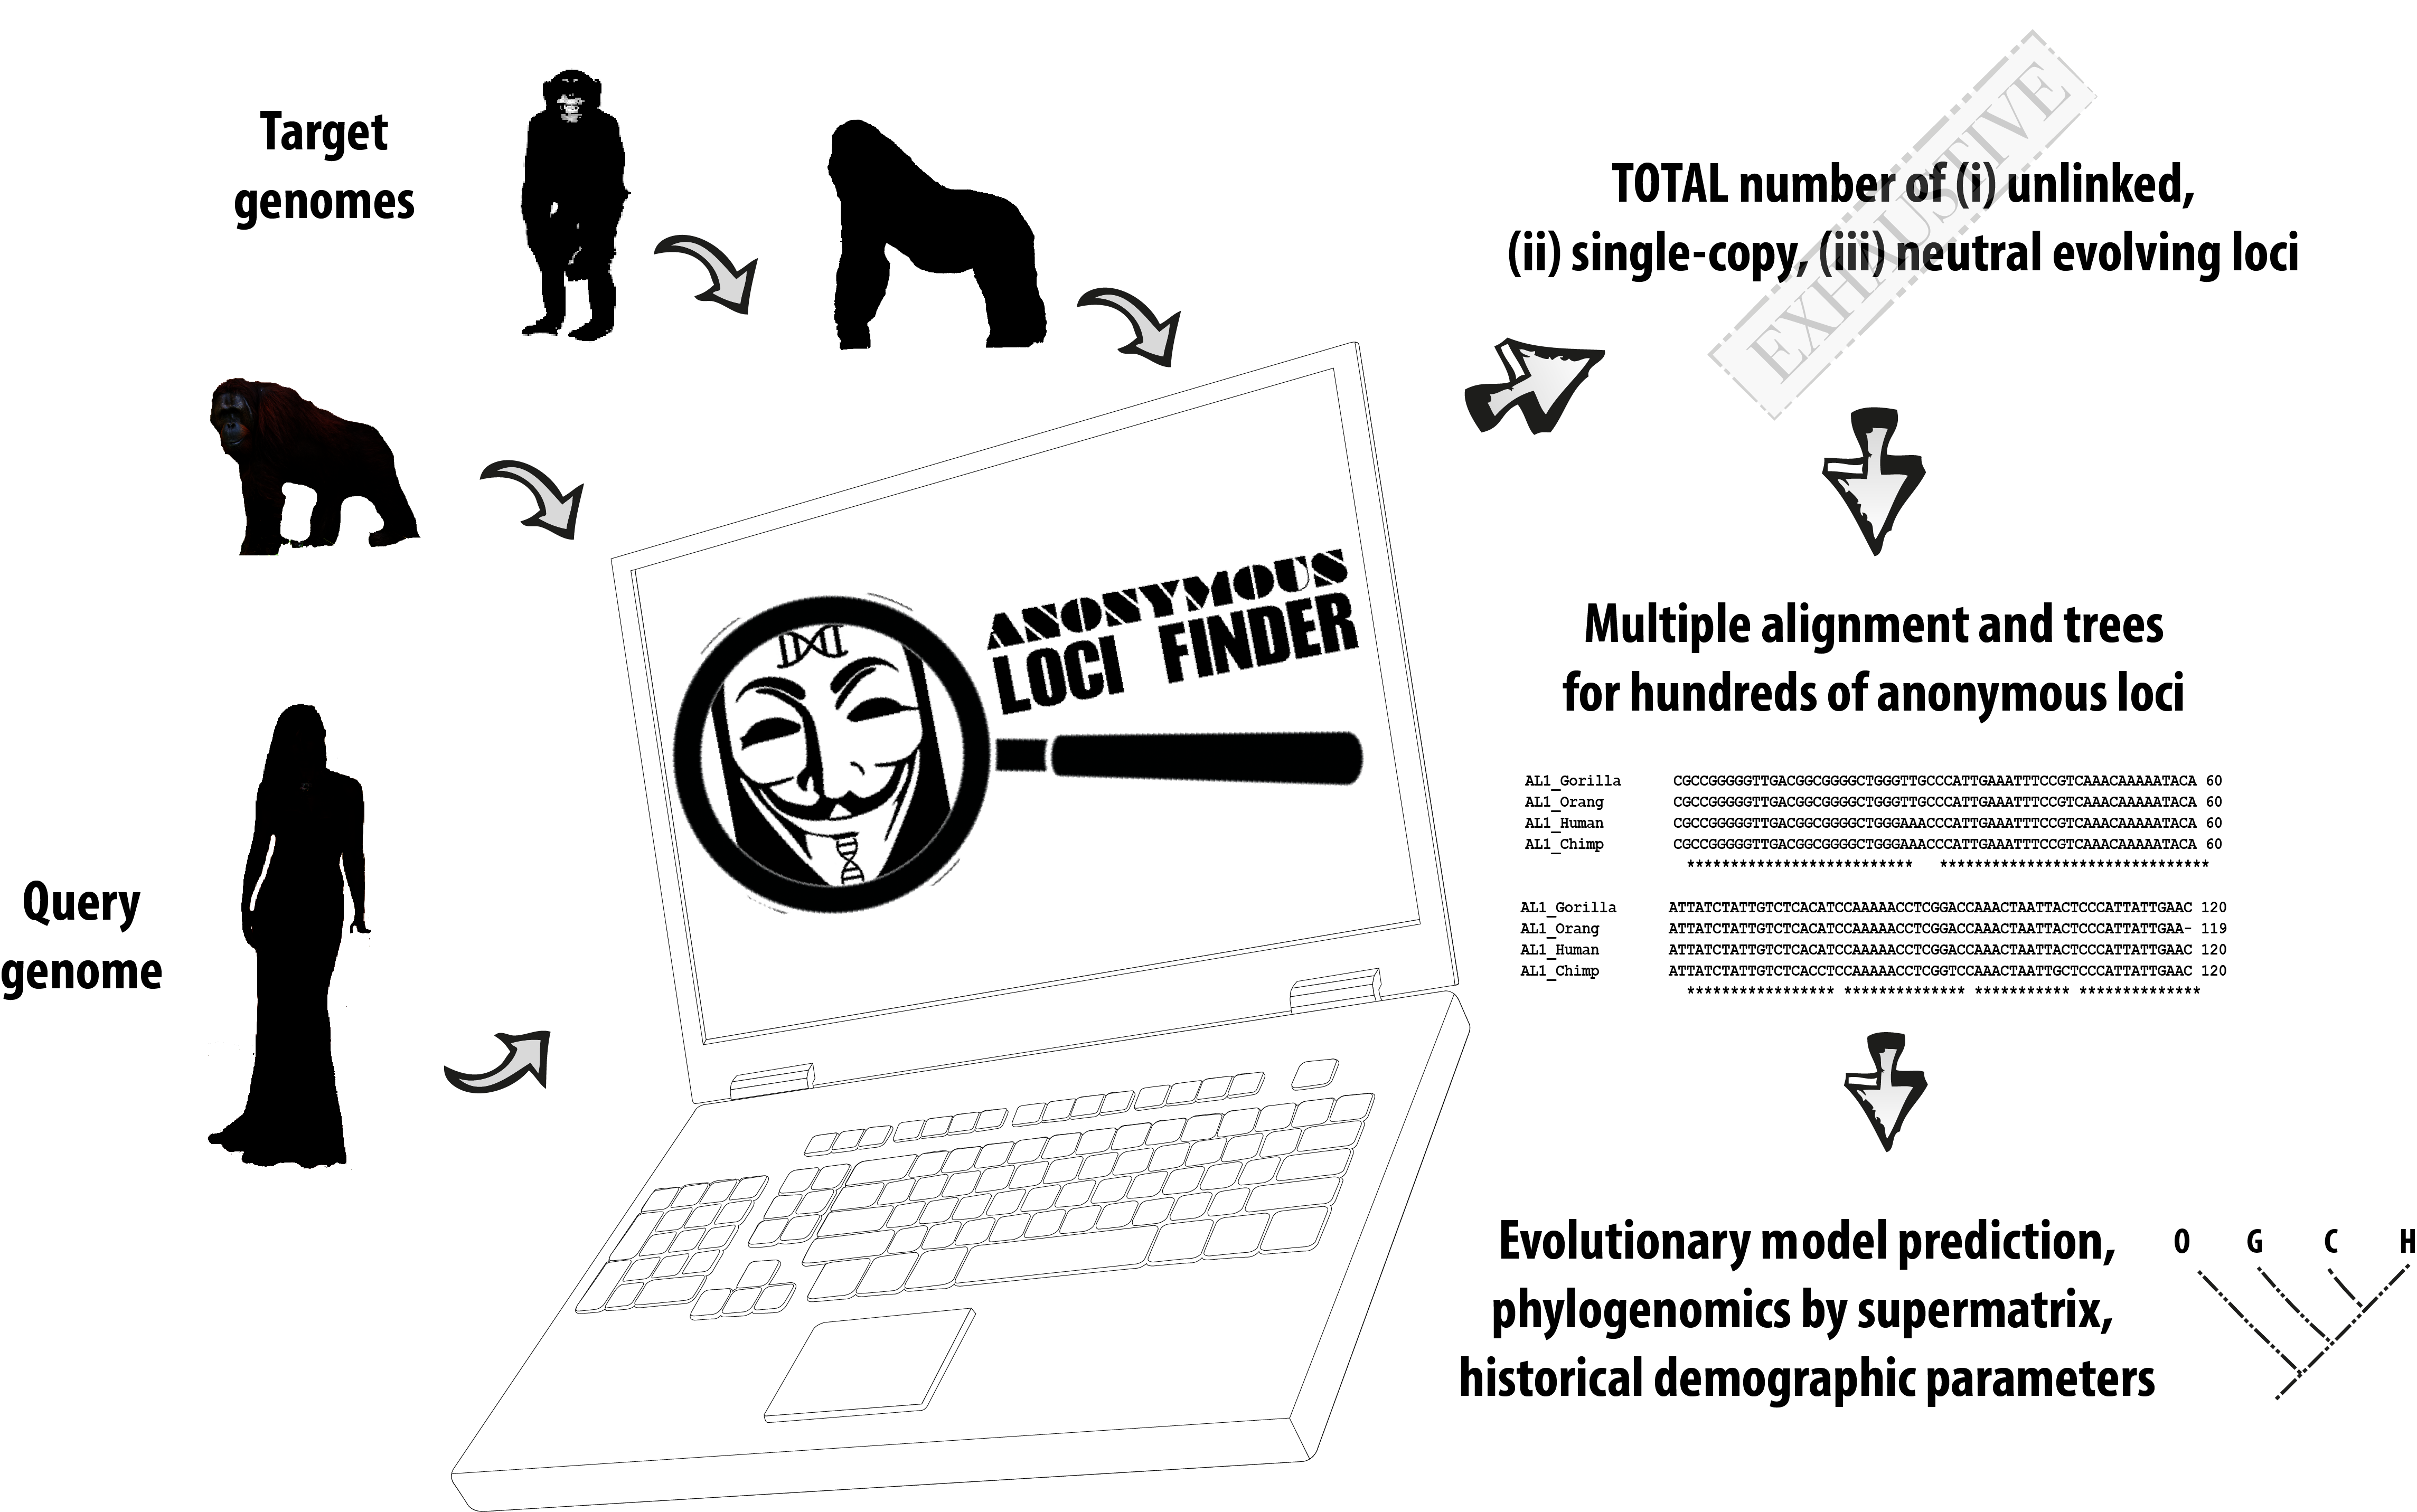 Target
genomes
Query
genome
ANONYMOUS
LOCI FINDER
EXHAUSTIVE
TOTAL number of (i) unlinked,
(ii) single-copy, (iii) neutral evolving loci
Multiple alignment and trees
for hundreds of anonymous loci
AL1_Gorilla CGCCGGGGGTTGACGGCGGGGCTGGGTTGCCCATTGAAATTTCCGTCAAACAAAAATACA 60
AL1_Orang CGCCGGGGGTTGACGGCGGGGCTGGGTTGCCCATTGAAATTTCCGTCAAACAAAAATACA 60
AL1_Human CGCCGGGGGTTGACGGCGGGGCTGGGAAACCCATTGAAATTTCCGTCAAACAAAAATACA 60
AL1_Chimp CGCCGGGGGTTGACGGCGGGGCTGGGAAACCCATTGAAATTTCCGTCAAACAAAAATACA 60
************************** *******************************
AL1_Gorilla ATTATCTATTGTCTCACATCCAAAAACCTCGGACCAAACTAATTACTCCCATTATTGAAC 120
AL1_Orang ATTATCTATTGTCTCACATCCAAAAACCTCGGACCAAACTAATTACTCCCATTATTGAA- 119
AL1_Human ATTATCTATTGTCTCACATCCAAAAACCTCGGACCAAACTAATTACTCCCATTATTGAAC 120
AL1_Chimp ATTATCTATTGTCTCACCTCCAAAAACCTCGGTCCAAACTAATTGCTCCCATTATTGAAC 120
***************** ************** *********** **************
Evolutionary model prediction,
phylogenomics by supermatrix,
historical demographic parameters
O G C H